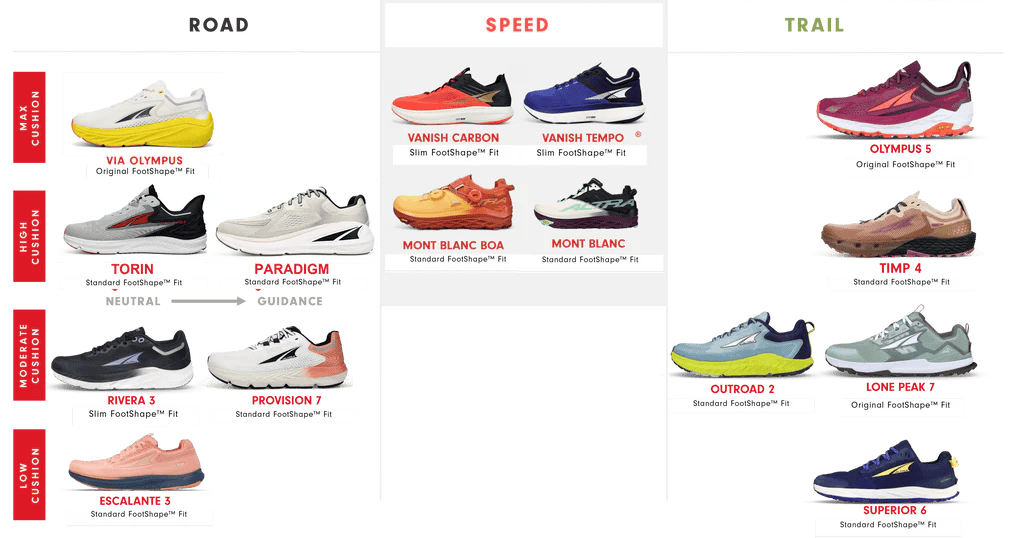 ROAD
SPEED
TRAIL
MAX
CUSHION
VIA OLYMPUS
Original FootShape™ Fit
VANISH CARBON
Slim FootShape™ Fit
VANISH TEMPO ®
Slim FootShape™ Fit
OLYMPUS 5
Original FootShape™ Fit
HIGH
CUSHION
TORIN
Standard FootShape™ Fit
PARADIGM
Standard FootShape™ Fit
MONT BLANC BOA
Standard FootShape™ Fit
ALTRA
MONT BLANC
Standard FootShape™ Fit
TIMP 4
Standard FootShape™ Fit
NEUTRAL
GUIDANCE
MODERATE
CUSHION
RIVERA 3
Slim FootShape™ Fit
PROVISION 7
Standard FootShape™ Fit
OUTROAD 2
Standard FootShape™ Fit
LONE PEAK 7
Original FootShape™ Fit
LOW
CUSHION
ESCALANTE 3
Standard FootShape™ Fit
SUPERIOR 6
Standard FootShape™ Fit